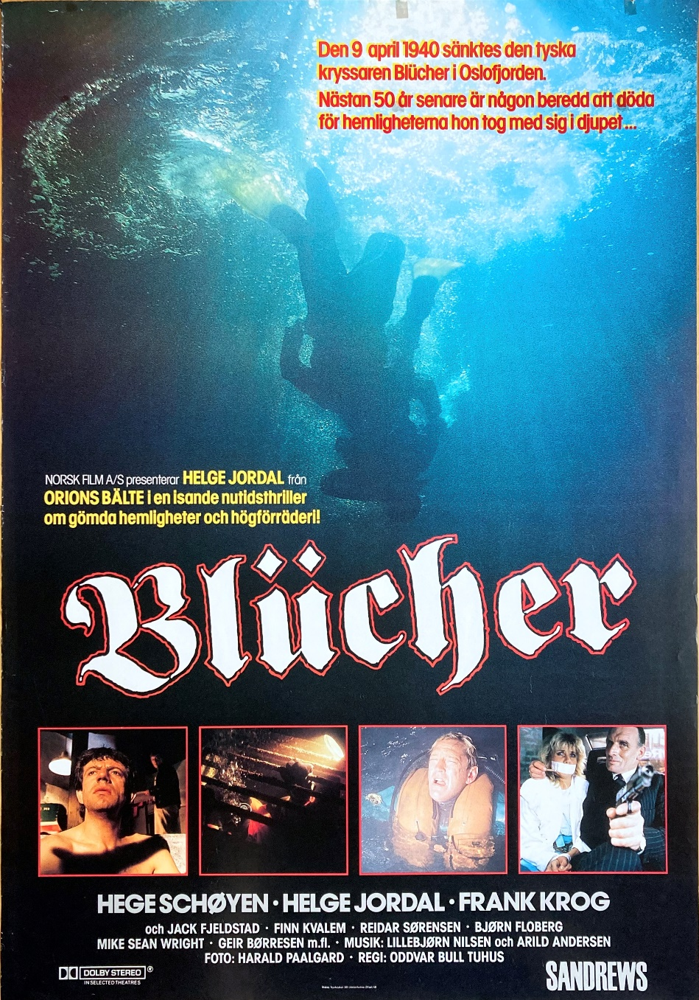 Den 9 april 1940 sänktes den tyska
kryssaren Blücher i Oslofjorden.
Nästan 50 år senare är någon beredd att döda
för hemligheterna hon tog med sig i djupet...
NORSK FILM A/S presenterar HELGE JORDAL från
ORIONS BÄLTE i en isande nutidsthriller
om gömda hemligheter och högförräderi!
Blücher
HEGE SCHØYEN · HELGE JORDAL · FRANK KROG
och JACK FJELDSTAD · FINN KVALEM · REIDAR SØRENSEN · BJØRN FLOBERG
MIKE SEAN WRIGHT · GEIR BØRRESEN m.fl. · MUSIK: LILLEBJØRN NILSEN och ARILD ANDERSEN
FOTO: HARALD PAALGARD · REGI: ODDVAR BULL TUHUS
DOLBY STEREO ®
IN SELECTED THEATRES
SANDREWS